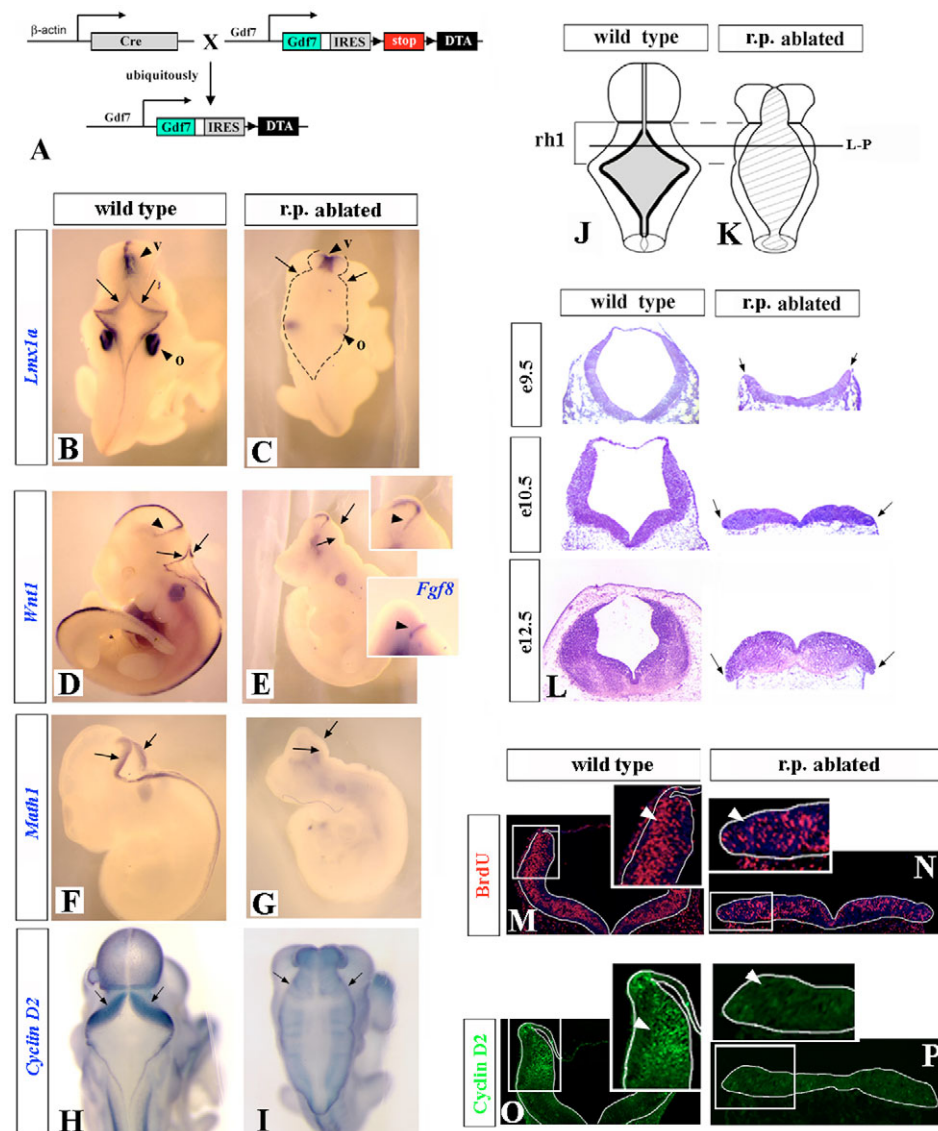 β-actin
Cre
X
Gdf7
Gdf7
IRES
stop
DTA
ubiquitously
Gdf7
Gdf7
IRES
DTA
A
wild type
r.p. ablated
Lmx1a
v
o
B
v
o
C
Wnt1
D
E
Fgf8
Math1
F
G
Cyclin D2
H
I
wild type
r.p. ablated
rh1
L-P
J
K
wild type
r.p. ablated
e9.5
e10.5
e12.5
L
wild type
r.p. ablated
BrdU
M
N
Cyclin D2
O
P